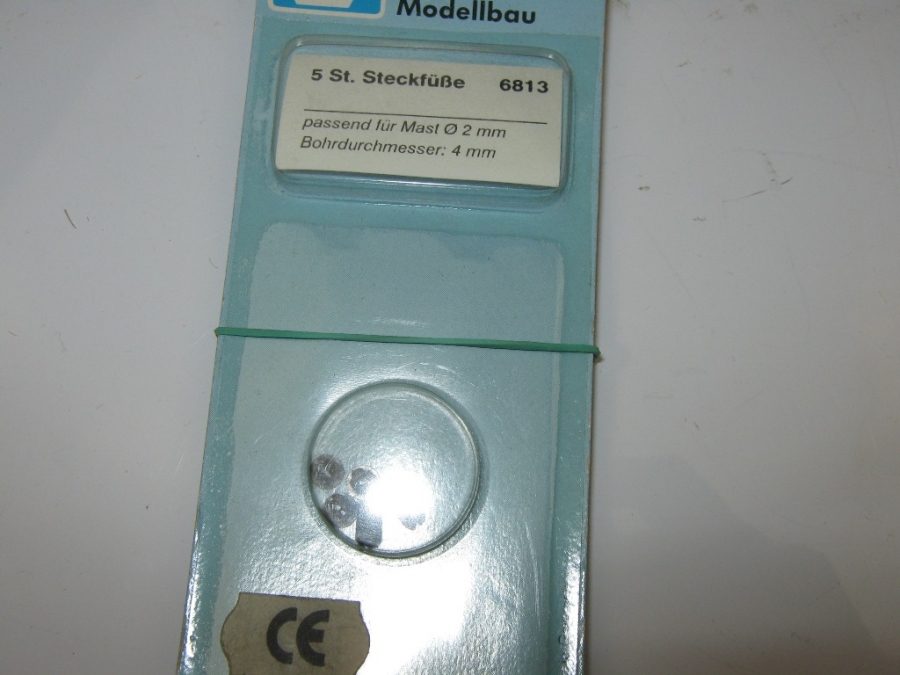 Modellbau
5 St. Steckfüße 6813
passend für Mast Ø 2 mm
Bohrdurchmesser: 4 mm
CE